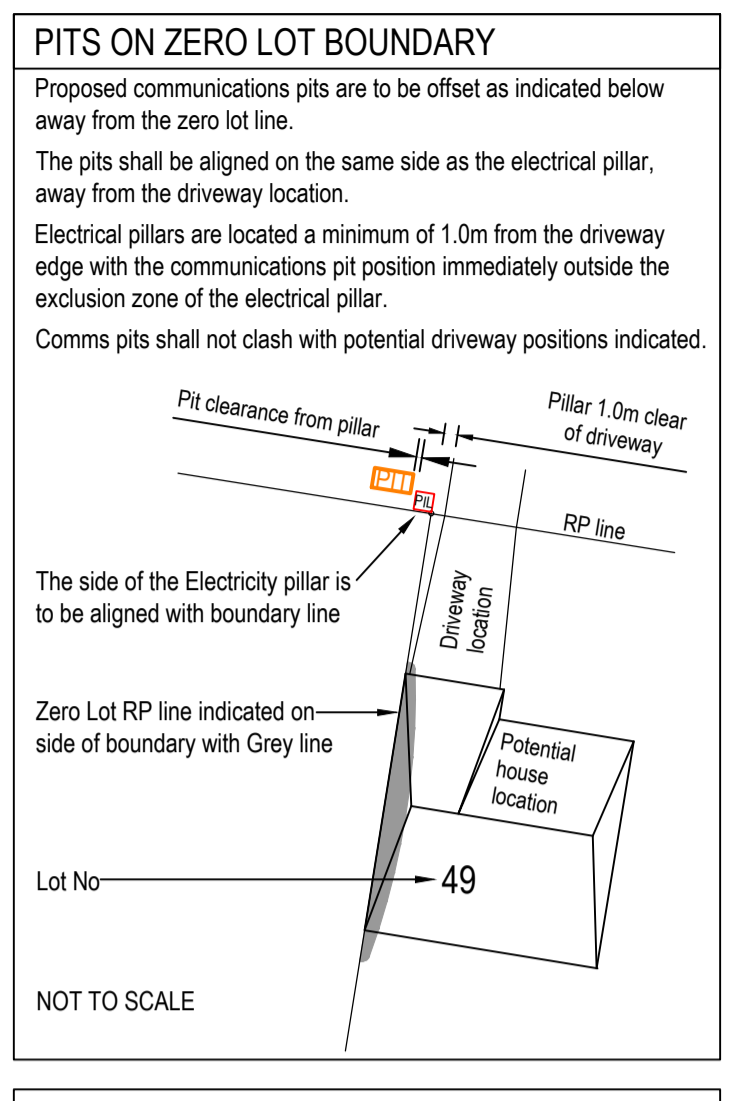 PITS ON ZERO LOT BOUNDARY
Proposed communications pits are to be offset as indicated below
away from the zero lot line.
The pits shall be aligned on the same side as the electrical pillar,
away from the driveway location.
Electrical pillars are located a minimum of 1.0m from the driveway
edge with the communications pit position immediately outside the
exclusion zone of the electrical pillar.
Comms pits shall not clash with potential driveway positions indicated.
Pit clearance from pillar
Pillar 1.0m clear
of driveway
PIT
PIL
RP line
The side of the Electricity pillar is
to be aligned with boundary line
Driveway
location
Zero Lot RP line indicated on
side of boundary with Grey line
Potential
house
location
Lot No
49
NOT TO SCALE